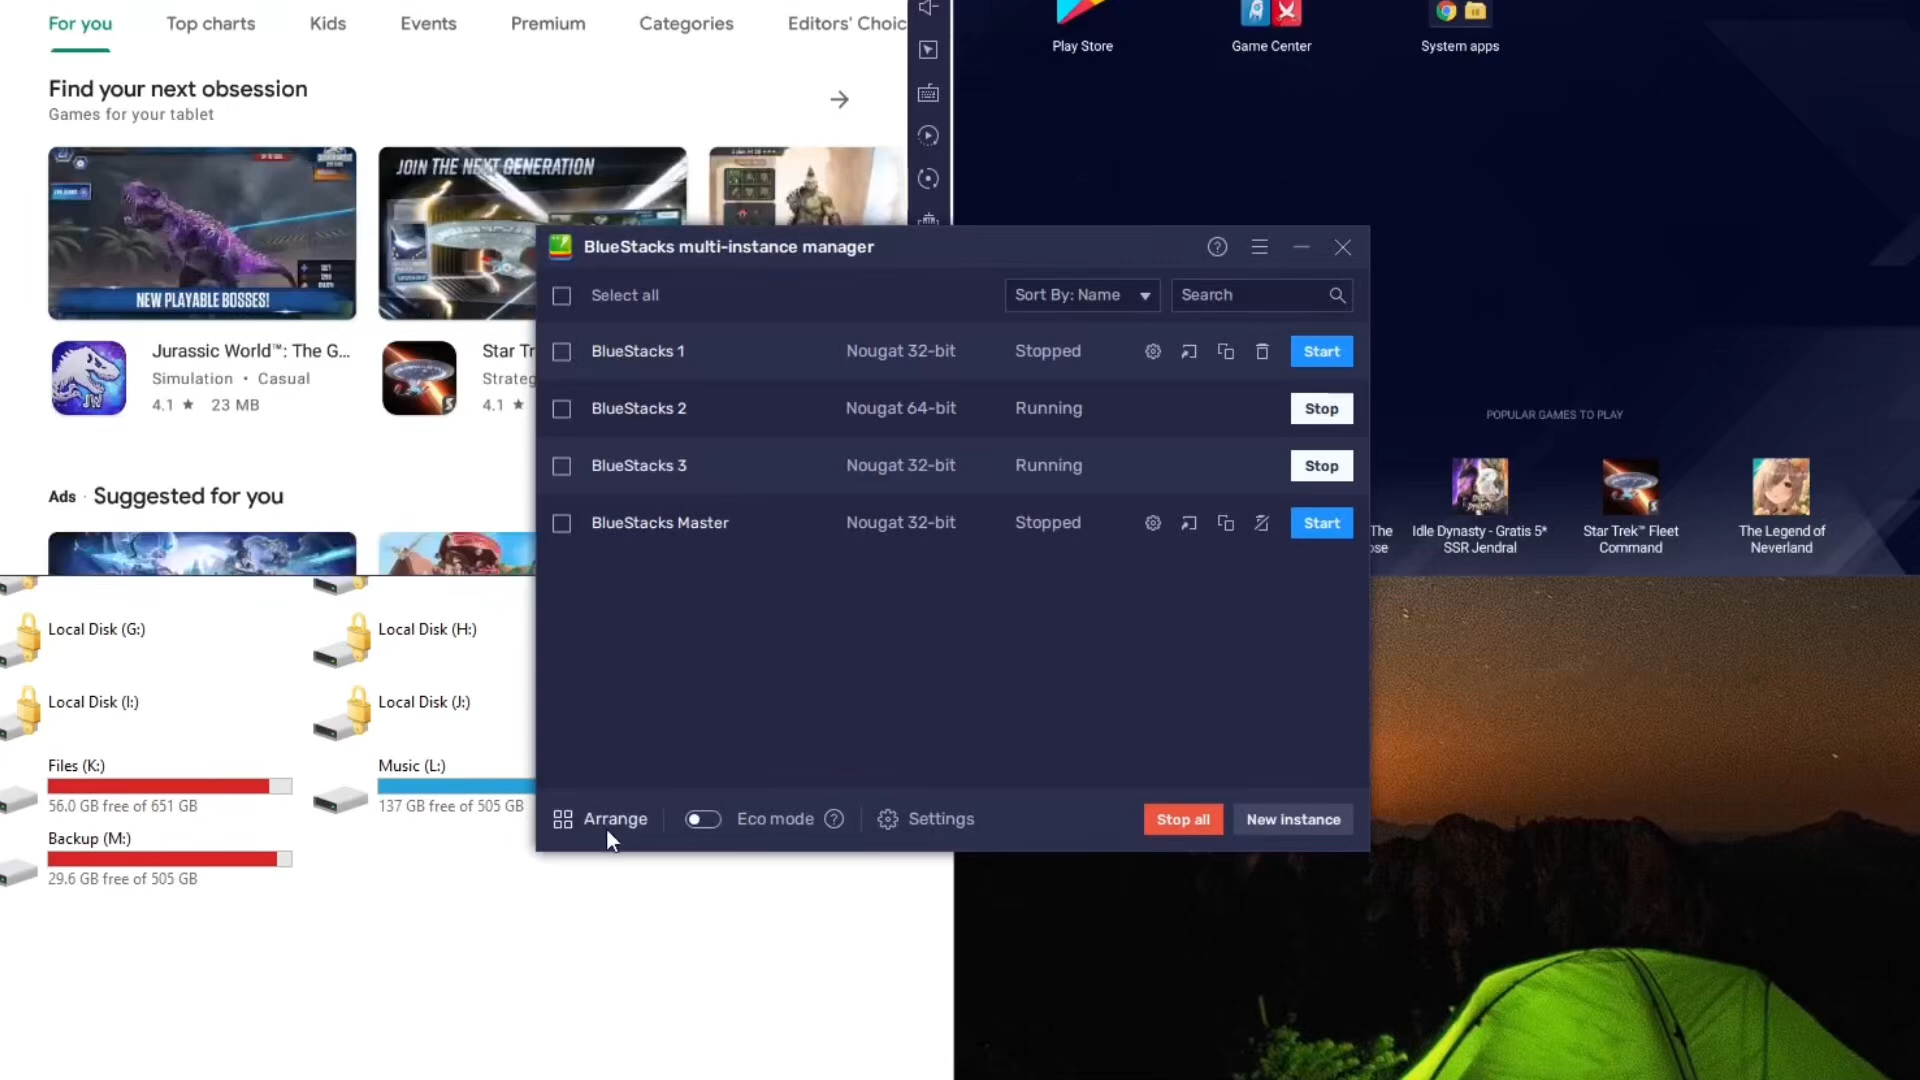 For you
Top charts
Kids
Events
Premium
Categories
Editors' Choic
Find your next obsession
Games for your tablet
JOIN THE NEXT GENERATION
NEW PLAYABLE BOSSES!
Jurassic World™: The G...
Simulation • Casual
4.1 ★ 23 MB
Star Tr
Strateg
4.1 ★
Ads · Suggested for you
Play Store
Game Center
System apps
BlueStacks multi-instance manager
Select all
Sort By: Name
Search
BlueStacks 1
Nougat 32-bit
Stopped
Start
BlueStacks 2
Nougat 64-bit
Running
Stop
BlueStacks 3
Nougat 32-bit
Running
Stop
BlueStacks Master
Nougat 32-bit
Stopped
Start
Arrange
Eco mode
Settings
Stop all
New instance
POPULAR GAMES TO PLAY
The
ose
Idle Dynasty - Gratis 5*
SSR Jendral
Star Trek™ Fleet
Command
The Legend of
Neverland
Local Disk (G:)
Local Disk (H:)
Local Disk (I:)
Local Disk (J:)
Files (K:)
56.0 GB free of 651 GB
Music (L:)
137 GB free of 505 GB
Backup (M:)
29.6 GB free of 505 GB